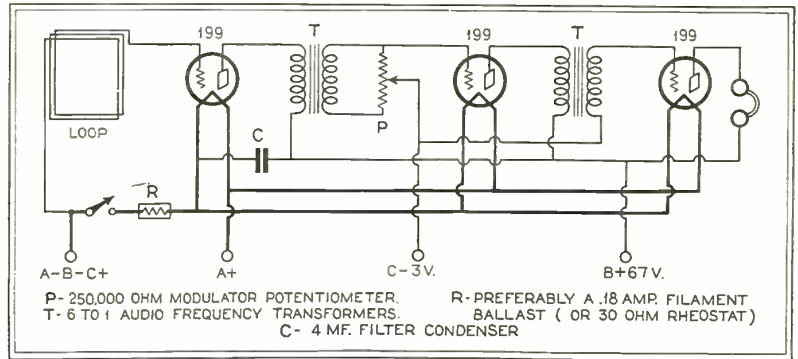 199
T
199
T
199
LOOP
P
C
R
A-B-C+
A+
C-3V.
B+67V.
P- 250,000 OHM MODULATOR POTENTIOMETER.
T- 6 TO 1 AUDIO FREQUENCY TRANSFORMERS.
R- PREFERABLY A .18 AMP. FILAMENT
BALLAST ( OR 30 OHM RHEOSTAT)
C- 4 MF. FILTER CONDENSER